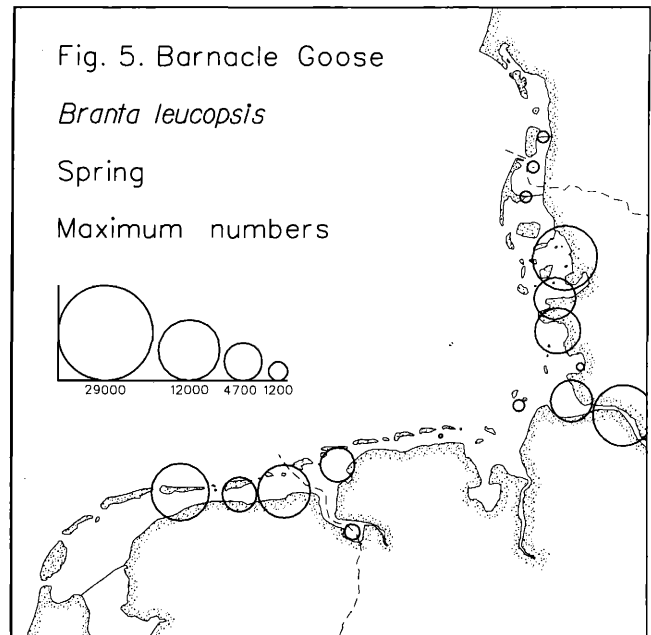 Fig. 5. Barnacle Goose
Branta leucopsis
Spring
Maximum numbers
29000 12000 4700 1200